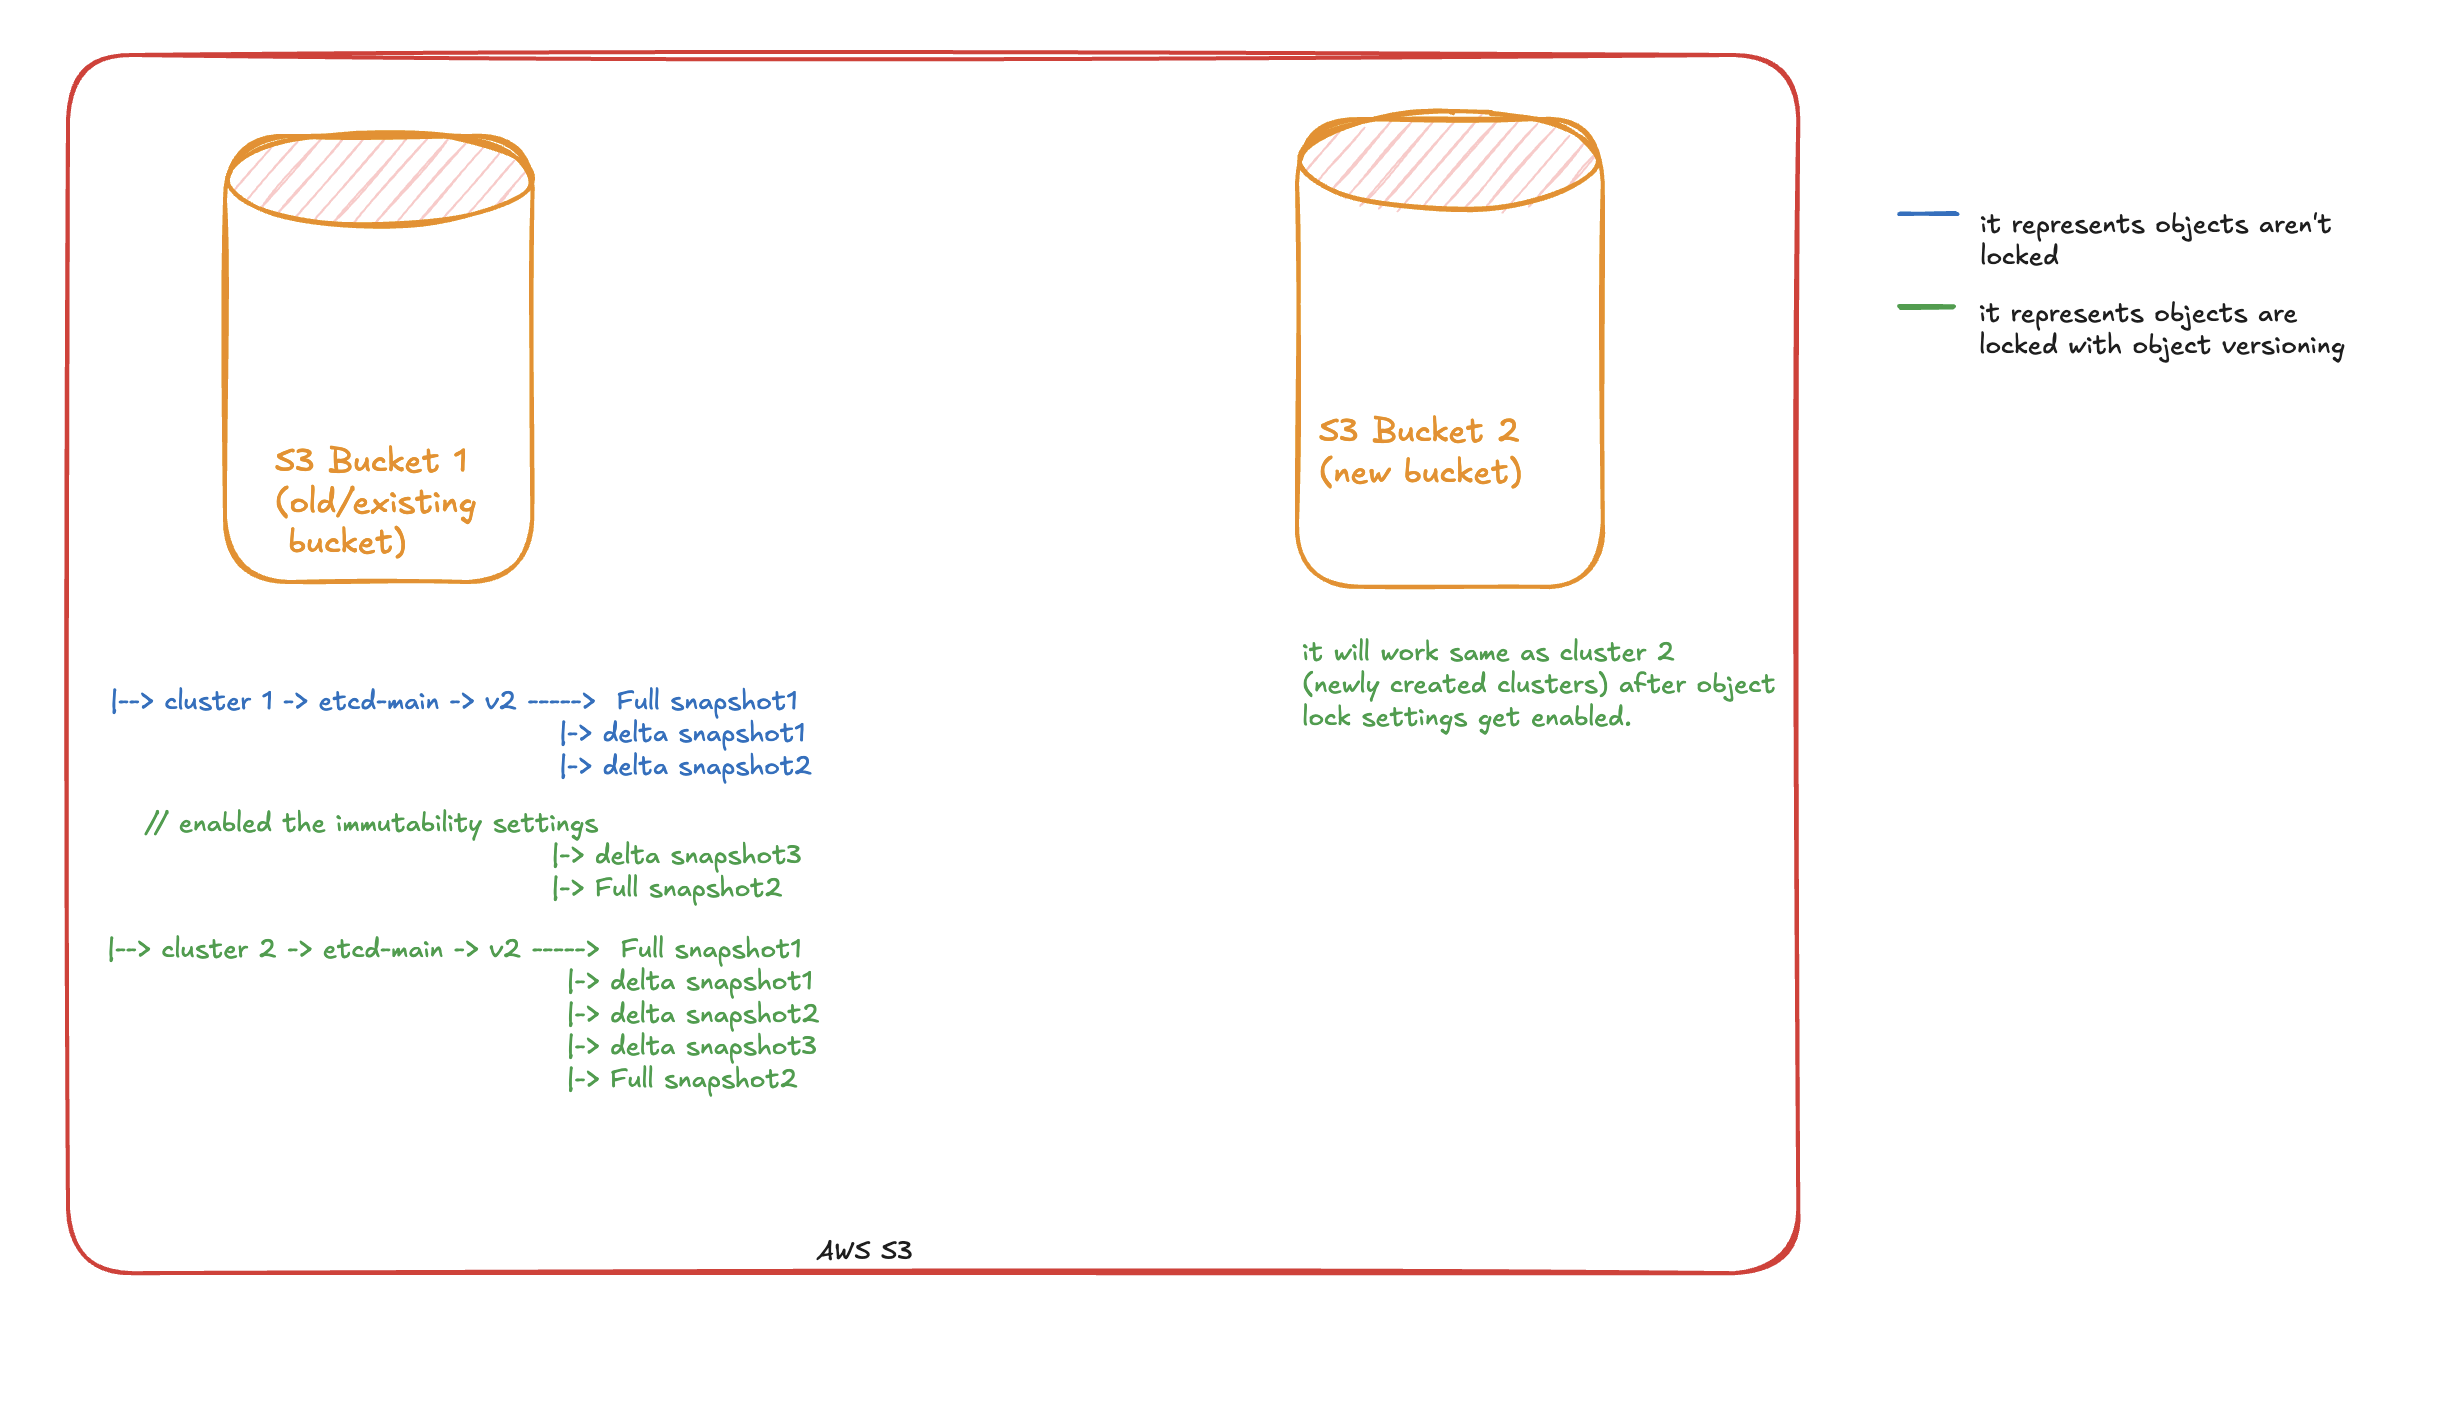 S3 Bucket 1
(old/existing
bucket)
S3 Bucket 2
(new bucket)
it represents objects aren't
locked
it represents objects are
locked with object versioning
|--> cluster 1 -> etcd-main -> v2 -----> Full snapshot1
|-> delta snapshot1
|-> delta snapshot2
// enabled the immutability settings
|-> delta snapshot3
|-> Full snapshot2
|--> cluster 2 -> etcd-main -> v2 -----> Full snapshot1
|-> delta snapshot1
|-> delta snapshot2
|-> delta snapshot3
|-> Full snapshot2
it will work same as cluster 2
(newly created clusters) after object
lock settings get enabled.
AWS S3